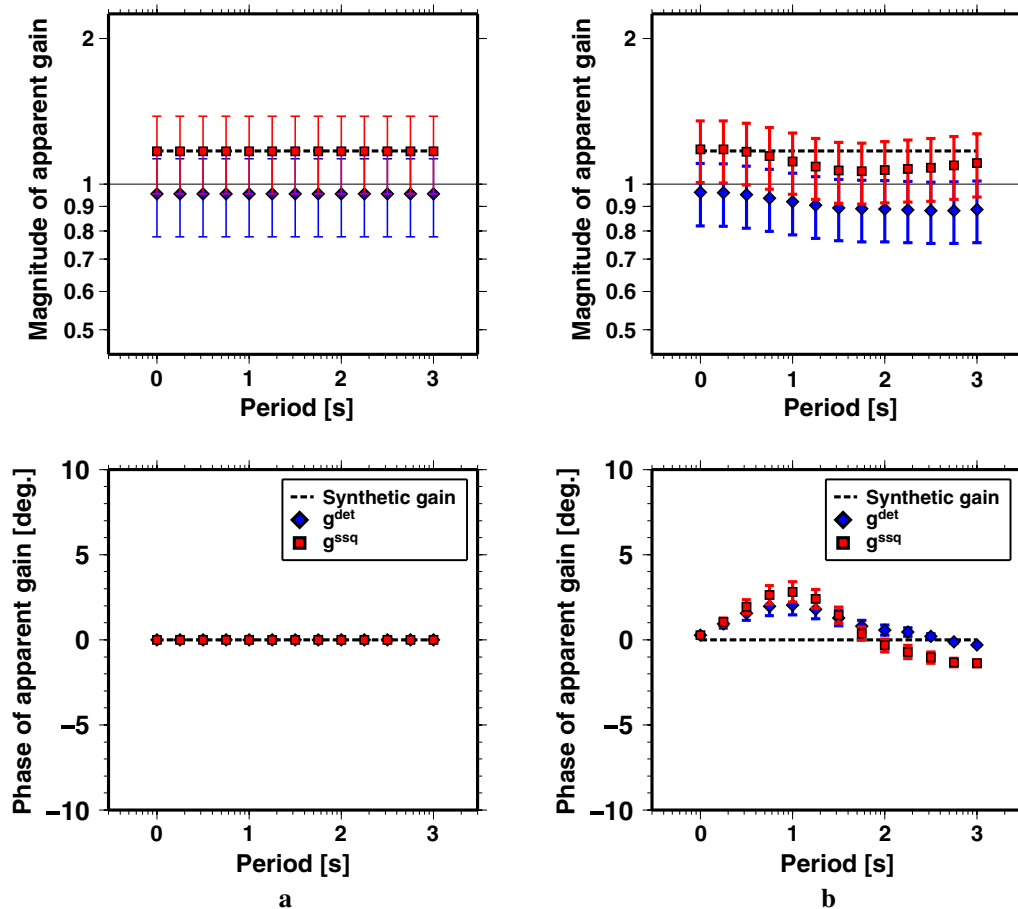 Magnitude of apparent gain
2
1
0.9
0.8
0.7
0.6
0.5
0 1 2 3
Period [s]
Magnitude of apparent gain
2
1
0.9
0.8
0.7
0.6
0.5
0 1 2 3
Period [s]
Phase of apparent gain [deg.]
10
5
0
−5
−10
Synthetic gain
g^det
g^ssq
0 1 2 3
Period [s]
a
Phase of apparent gain [deg.]
10
5
0
−5
−10
Synthetic gain
g^det
g^ssq
0 1 2 3
Period [s]
b